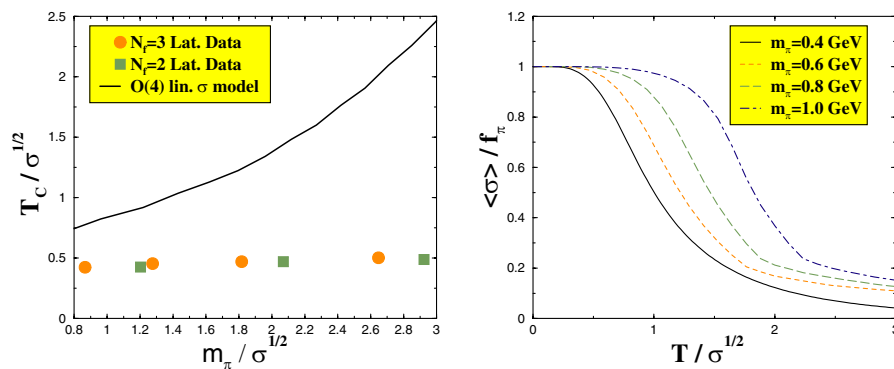 2.5
2
1.5
1
0.5
0
T_C / σ^{1/2}
N_f=3 Lat. Data
N_f=2 Lat. Data
O(4) lin. σ model
0.8 1 1.2 1.4 1.6 1.8 2 2.2 2.4 2.6 2.8 3
m_π / σ^{1/2}
1.2
1
0.8
0.6
0.4
0.2
0
<σ> / f_π
m_π=0.4 GeV
m_π=0.6 GeV
m_π=0.8 GeV
m_π=1.0 GeV
0 1 2 3
T / σ^{1/2}